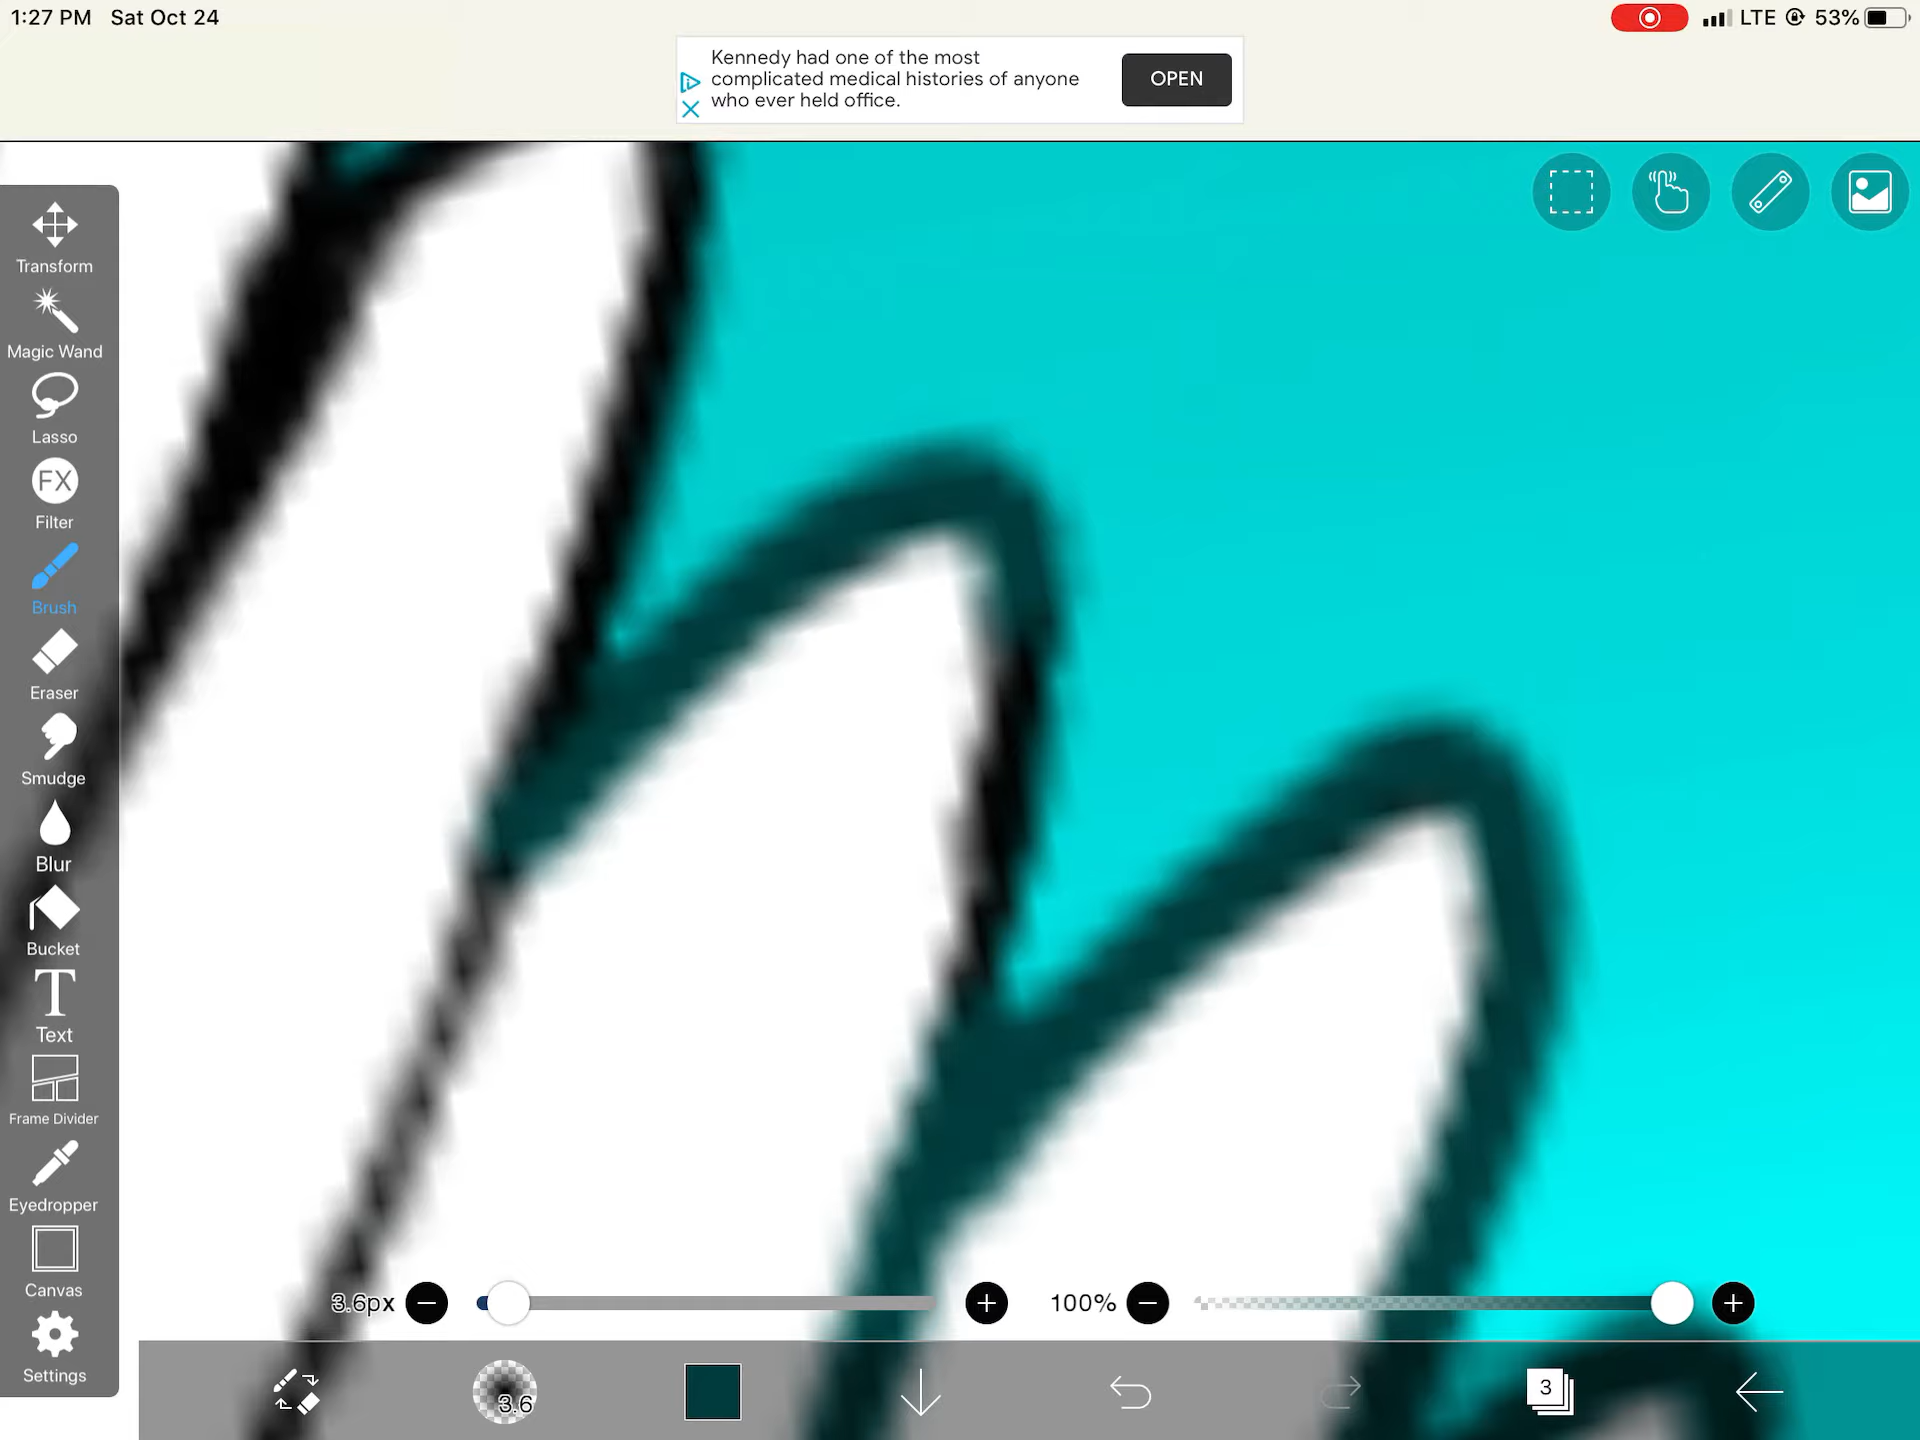 1:27 PM Sat Oct 24
LTE 53%
Kennedy had one of the most
complicated medical histories of anyone
who ever held office.
OPEN
Transform
Magic Wand
Lasso
FX
Filter
Brush
Eraser
Smudge
Blur
Bucket
T
Text
Frame Divider
Eyedropper
Canvas
Settings
3.6px
100%
3.6
3